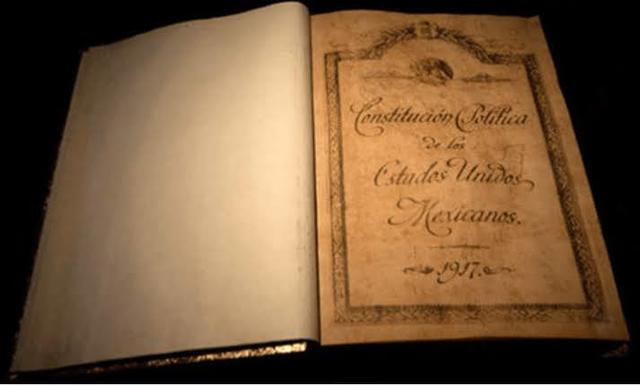 Constitución Política
de los
Estados Unidos
Mexicanos.
1917.